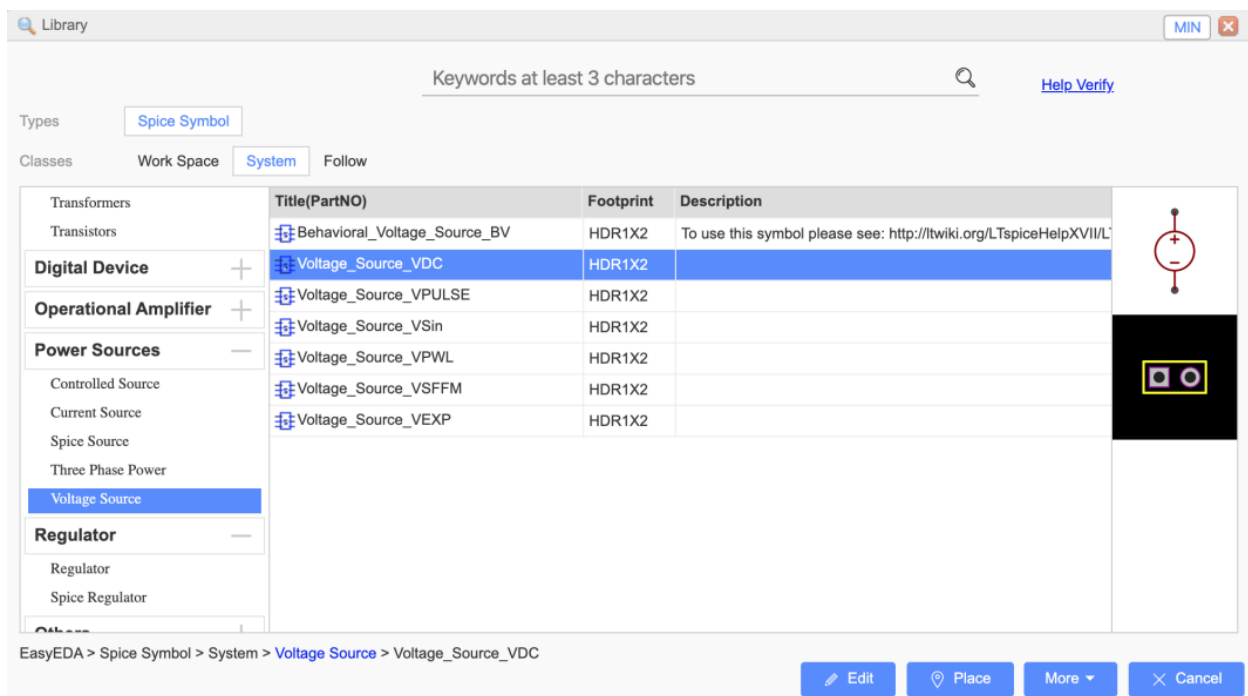 Library
MIN
Keywords at least 3 characters
Help Verify
Types Spice Symbol
Classes Work Space System Follow
Transformers
Transistors
Digital Device
Operational Amplifier
Power Sources
Controlled Source
Current Source
Spice Source
Three Phase Power
Voltage Source
Regulator
Regulator
Spice Regulator
Others
Title(PartNO) Footprint Description
Behavioral_Voltage_Source_BV HDR1X2 To use this symbol please see: http://ltwiki.org/LTspiceHelpXVII/LT
Voltage_Source_VDC HDR1X2
Voltage_Source_VPULSE HDR1X2
Voltage_Source_VSin HDR1X2
Voltage_Source_VPWL HDR1X2
Voltage_Source_VSFFM HDR1X2
Voltage_Source_VEXP HDR1X2
EasyEDA > Spice Symbol > System > Voltage Source > Voltage_Source_VDC
Edit Place More Cancel